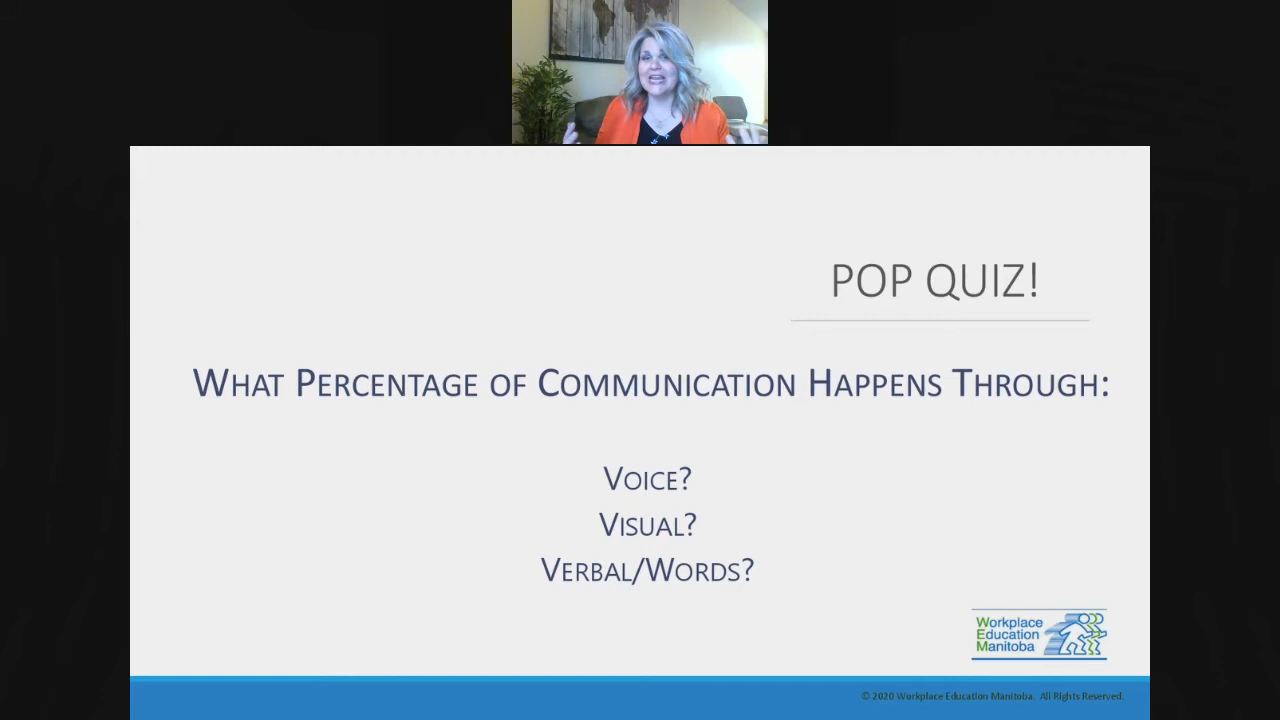 POP QUIZ!
What Percentage of Communication Happens Through:
Voice?
Visual?
Verbal/Words?
Workplace
Education
Manitoba
© 2020 Workplace Education Manitoba. All Rights Reserved.